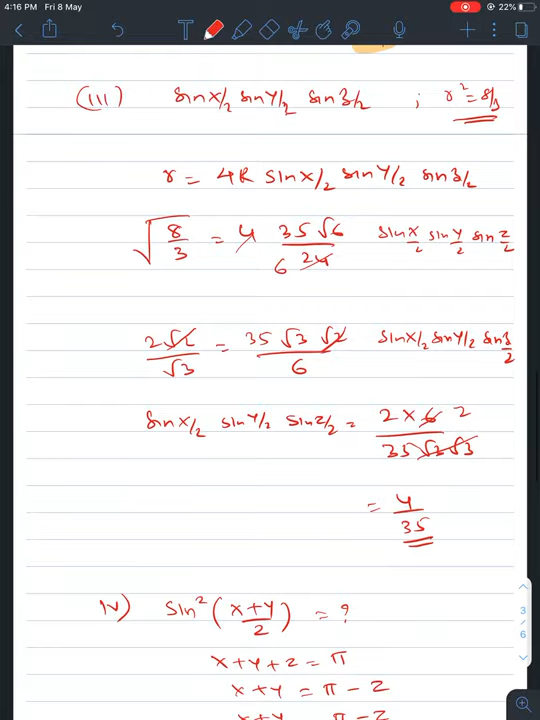 4:16 PM Fri 8 May 22%
(III) sin X/2 sin Y/2 sin Z/2 ; r² = 8/3
r = 4R sin X/2 sin Y/2 sin Z/2
√(8/3) = 4 35√6/24 6 sin X/2 sin Y/2 sin Z/2
2√2/√3 = 35 √3 √2/6 sin X/2 sin Y/2 sin Z/2
sin X/2 sin Y/2 sin Z/2 = 2 × 6 2/35 √3 √3
= 4/35
IV) sin² (x+y/2) = ?
x + y + z = π
x + y = π - z
x + y π - z
3 / 6